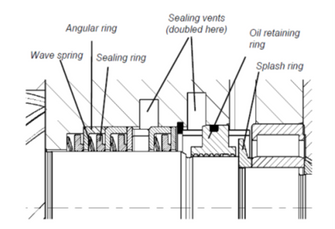 Sealing vents
(doubled here)
Angular ring
Oil retaining
ring
Wave spring
Sealing ring
Splash ring